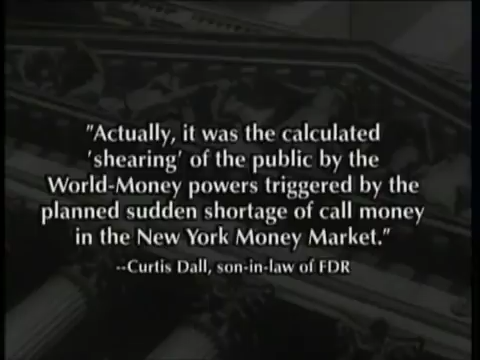 "Actually, it was the calculated
'shearing' of the public by the
World-Money powers triggered by the
planned sudden shortage of call money
in the New York Money Market."
--Curtis Dall, son-in-law of FDR